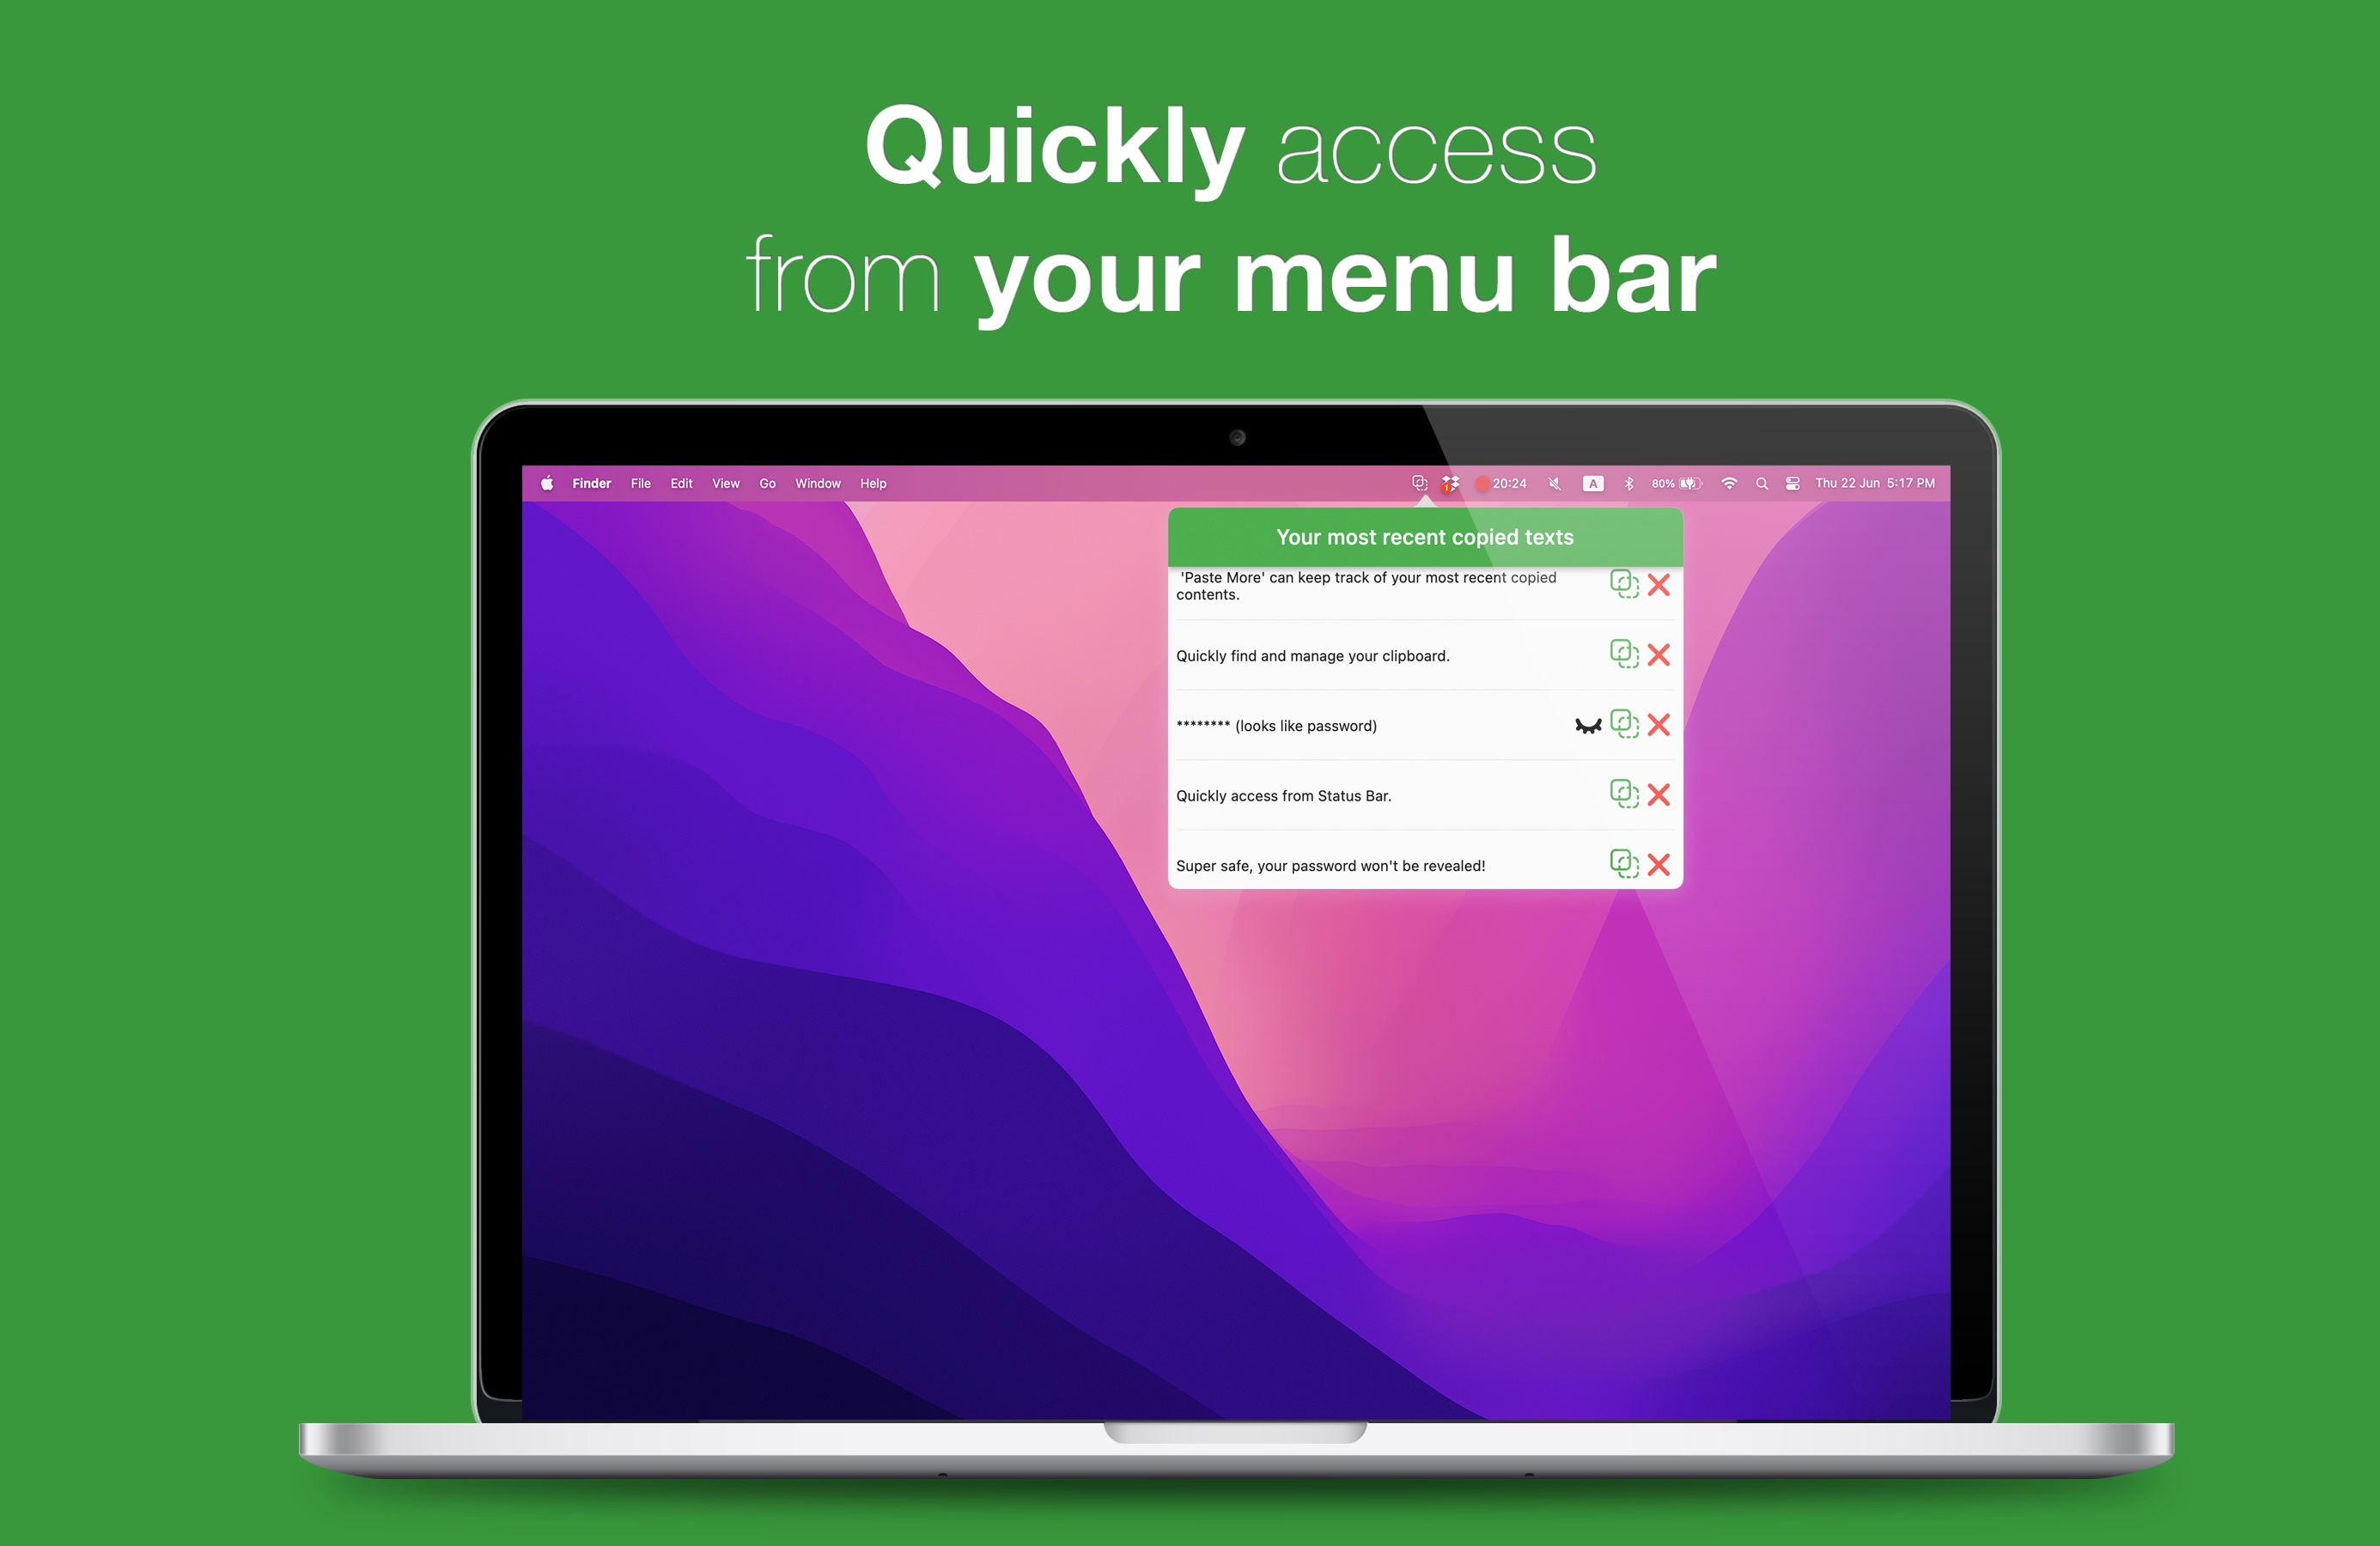 Quickly access
from your menu bar
Finder File Edit View Go Window Help 1 20:24 A 80% Thu 22 Jun 5:17 PM
Your most recent copied texts
'Paste More' can keep track of your most recent copied
contents.
Quickly find and manage your clipboard.
******** (looks like password)
Quickly access from Status Bar.
Super safe, your password won't be revealed!